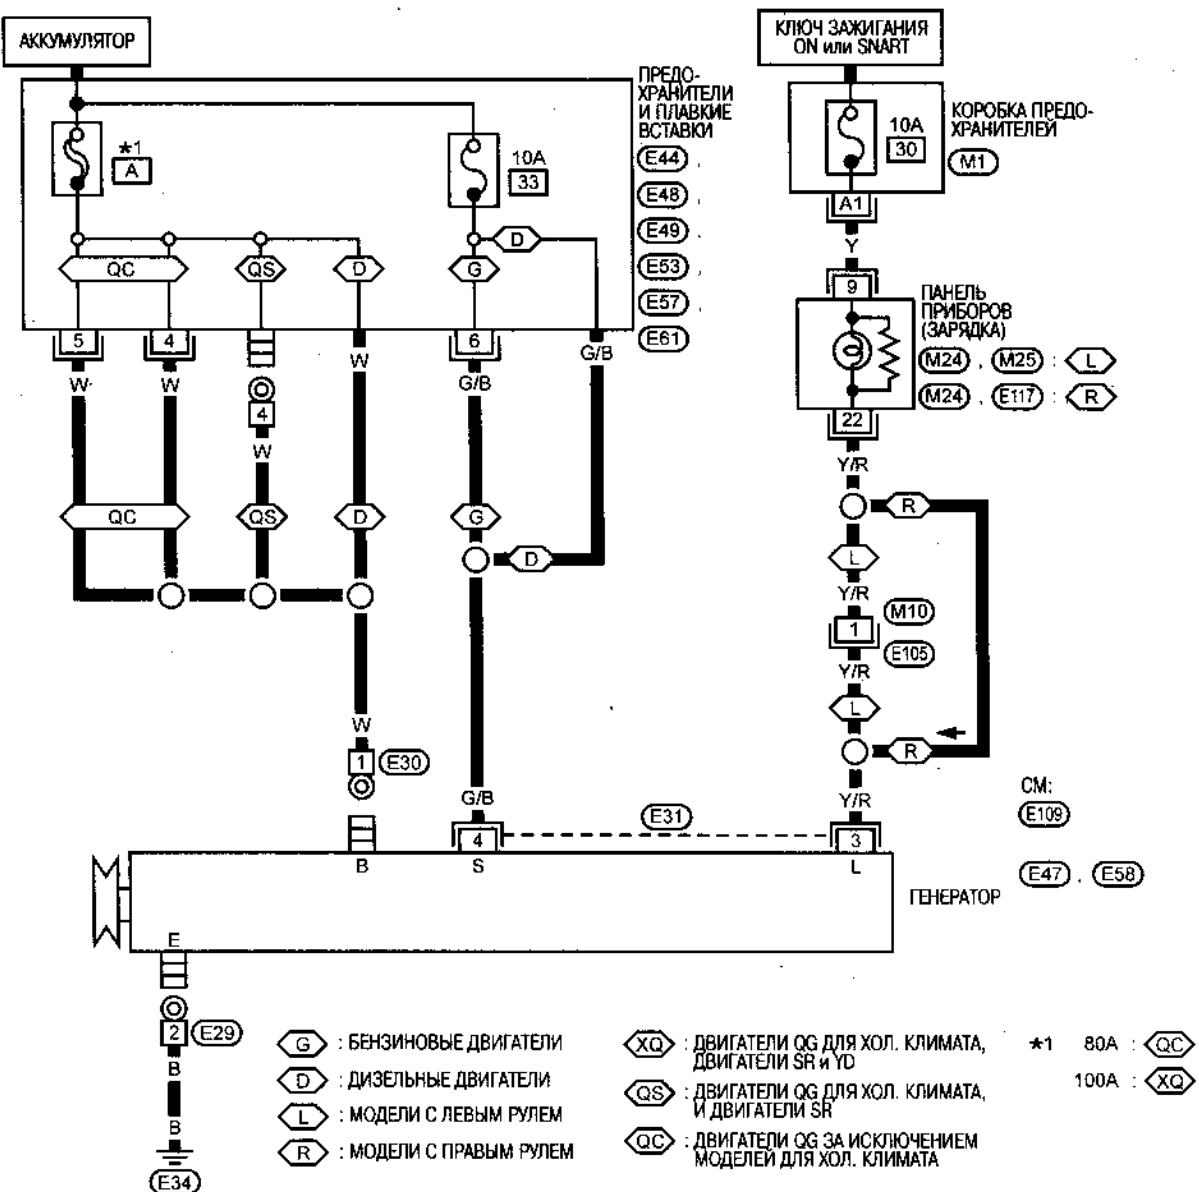 АККУМУЛЯТОР
КЛЮЧ ЗАЖИГАНИЯ
ON или SNART
ПРЕДО-
ХРАНИТЕЛИ
И ПЛАВКИЕ
ВСТАВКИ
E44 ,
E48 ,
E49 ,
E53 ,
E57 ,
E61
*1
A
10A
33
10A
30
КОРОБКА ПРЕДО-
ХРАНИТЕЛЕЙ
M1
A1
Y
9
ПАНЕЛЬ
ПРИБОРОВ
(ЗАРЯДКА)
M24 , M25 : L
M24 , E117 : R
22
Y/R
D
QC QS D G
5 4 6
W W W G/B G/B
4
W
QC QS D G
D
R
L
Y/R
1
M10
E105
Y/R
L
R
W
1 E30
G/B
Y/R
E31
4 3
B S L
СМ:
E109
E47 , E58
ГЕНЕРАТОР
E
2 E29
B
B
E34
G : БЕНЗИНОВЫЕ ДВИГАТЕЛИ
D : ДИЗЕЛЬНЫЕ ДВИГАТЕЛИ
L : МОДЕЛИ С ЛЕВЫМ РУЛЕМ
R : МОДЕЛИ С ПРАВЫМ РУЛЕМ
XQ : ДВИГАТЕЛИ QG ДЛЯ ХОЛ. КЛИМАТА,
ДВИГАТЕЛИ SR и YD
QS : ДВИГАТЕЛИ QG ДЛЯ ХОЛ. КЛИМАТА,
И ДВИГАТЕЛИ SR
QC : ДВИГАТЕЛИ QG ЗА ИСКЛЮЧЕНИЕМ
МОДЕЛЕЙ ДЛЯ ХОЛ. КЛИМАТА
*1 80A : QC
100A : XQ